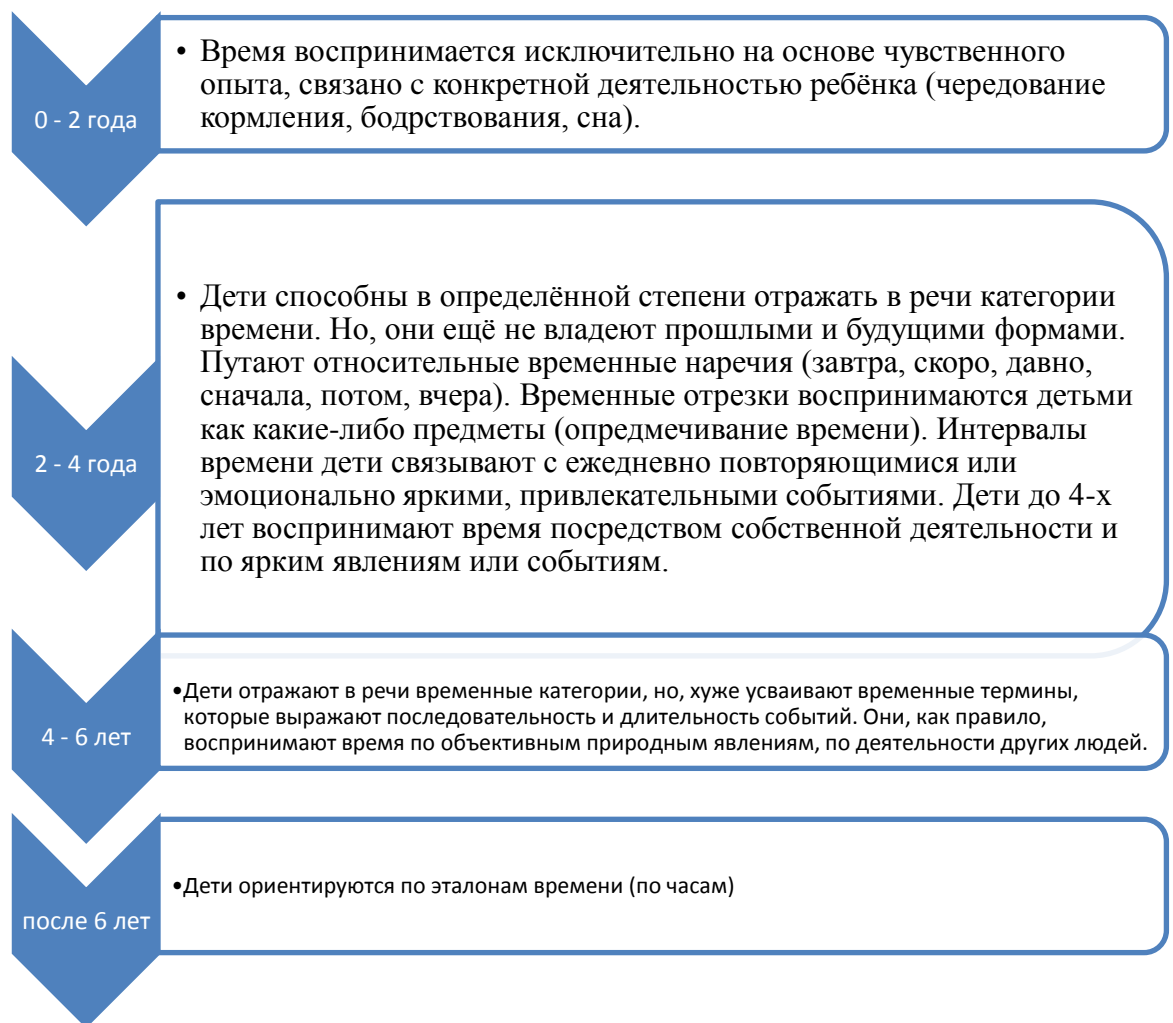 0 - 2 года
• Время воспринимается исключительно на основе чувственного
опыта, связано с конкретной деятельностью ребёнка (чередование
кормления, бодрствования, сна).
2 - 4 года
• Дети способны в определённой степени отражать в речи категории
времени. Но, они ещё не владеют прошлыми и будущими формами.
Путают относительные временные наречия (завтра, скоро, давно,
сначала, потом, вчера). Временные отрезки воспринимаются детьми
как какие-либо предметы (опредмечивание времени). Интервалы
времени дети связывают с ежедневно повторяющимися или
эмоционально яркими, привлекательными событиями. Дети до 4-х
лет воспринимают время посредством собственной деятельности и
по ярким явлениям или событиям.
4 - 6 лет
•Дети отражают в речи временные категории, но, хуже усваивают временные термины,
которые выражают последовательность и длительность событий. Они, как правило,
воспринимают время по объективным природным явлениям, по деятельности других людей.
после 6 лет
•Дети ориентируются по эталонам времени (по часам)